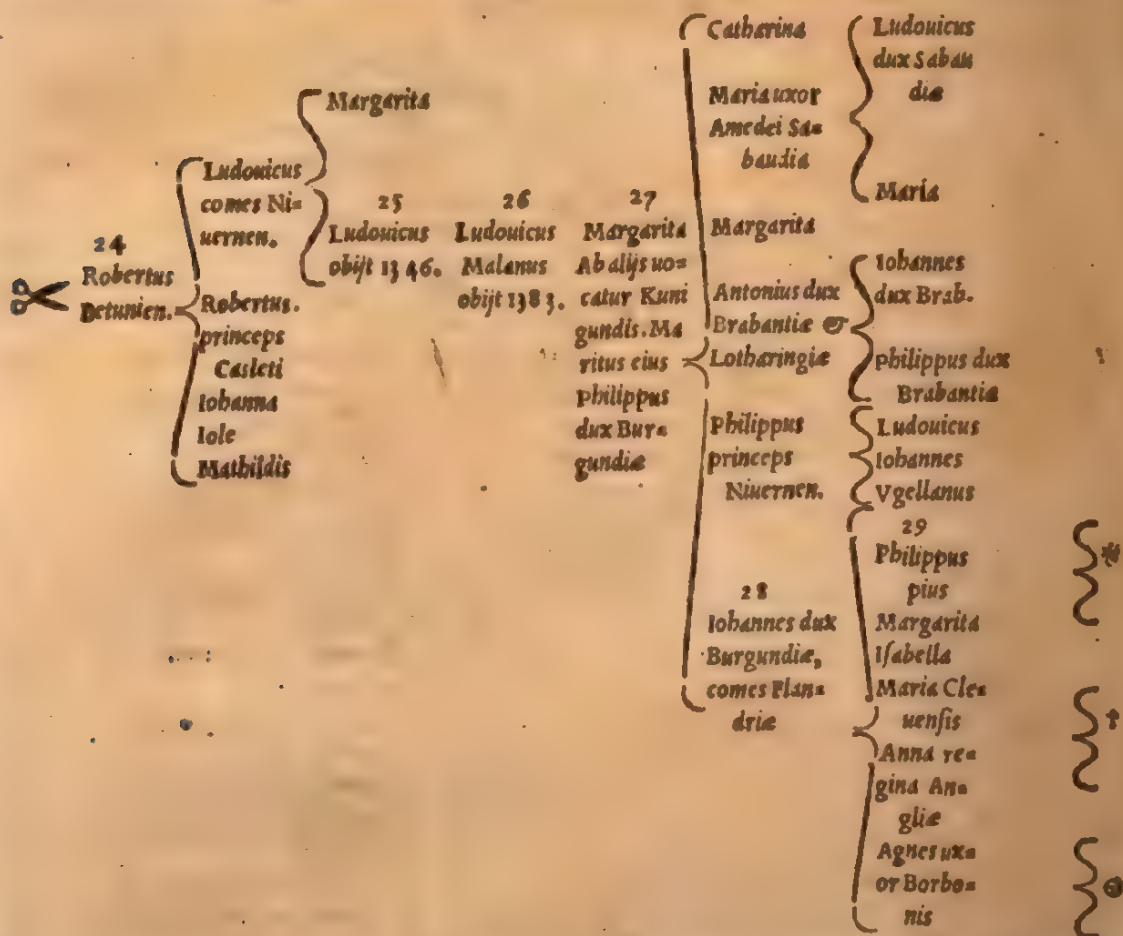 24
Robertus
Betunien.
Ludouicus
comes Ni=
uernen.
Robertus.
princeps
Casleti
Iohanna
Iole
Mathildis
Margarita
25
Ludouicus
obijt 1346.
26
Ludouicus
Malanus
obijt 1383.
27
Margarita
Ab alijs uo=
catur Kuni
gundis. Ma
ritus eius
Philippus
dux Bur=
gundiæ
Catharina
Maria uxor
Amedei Sa=
baudia
Margarita
Antonius dux
Brabantiæ &
Lotharingiæ
Philippus
princeps
Niuernen.
28
Iohannes dux
Burgundiæ,
comes Flan=
driæ
Ludouicus
dux Sabau
diæ
Maria
Iohannes
dux Brab.
Philippus dux
Brabantiæ
Ludouicus
Iohannes
Vgellanus
29
Philippus
pius
Margarita
Isabella
Maria Cle=
uensis
Anna re=
gina An=
gliæ
Agnes ux=
or Borbo=
nis